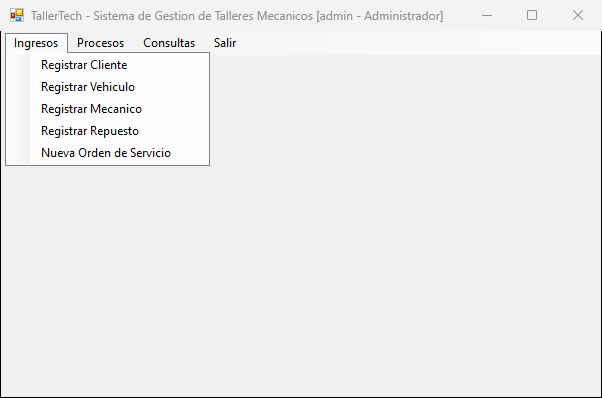 TallerTech - Sistema de Gestion de Talleres Mecanicos [admin - Administrador]
Ingresos Procesos Consultas Salir
Registrar Cliente
Registrar Vehiculo
Registrar Mecanico
Registrar Repuesto
Nueva Orden de Servicio